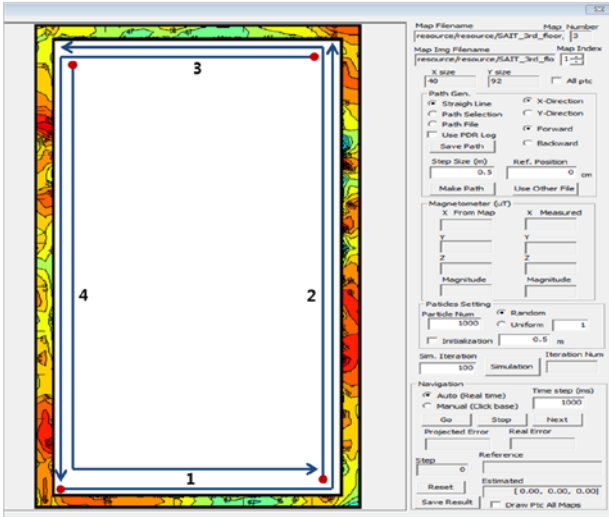 3
4
2
1
Map Filename Map Number
resource/resource/SAIT_3rd_floor, 3
Map Img Filename Map Index
resource/resource/SAIT_3rd_flo 1
X size Y size
40 92 All ptc
Path Gen.
Straigh Line X-Direction
Path Selection Y-Direction
Path File
Use PDR Log Forward
Save Path Backward
Step Size (m) Ref. Position
0.5 0 cm
Make Path Use Other File
Magnetometer (uT)
X From Map X Measured
Y Y
Z Z
Magnitude Magnitude
Paticles Setting
Particle Num Random
1000 Uniform 1
Initialization 0.5 m
Sim. Iteration Iteration Num
100 Simulation
Navigation
Auto (Real time) Time step (ms)
Manual (Click base) 1000
Go Stop Next
Projected Error Real Error
Step Reference
0
Reset Estimated
[ 0.00, 0.00, 0.00]
Save Result Draw Ptc All Maps